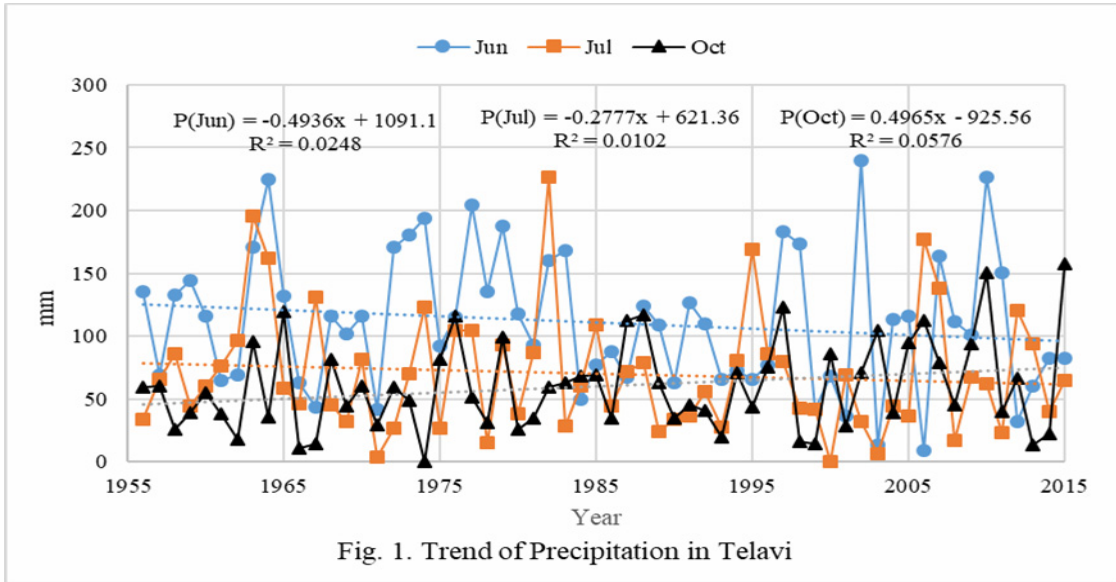 Jun Jul Oct
300
250
200
150
100
50
0
mm
P(Jun) = -0.4936x + 1091.1
R² = 0.0248
P(Jul) = -0.2777x + 621.36
R² = 0.0102
P(Oct) = 0.4965x - 925.56
R² = 0.0576
1955 1965 1975 1985 1995 2005 2015
Year
Fig. 1. Trend of Precipitation in Telavi